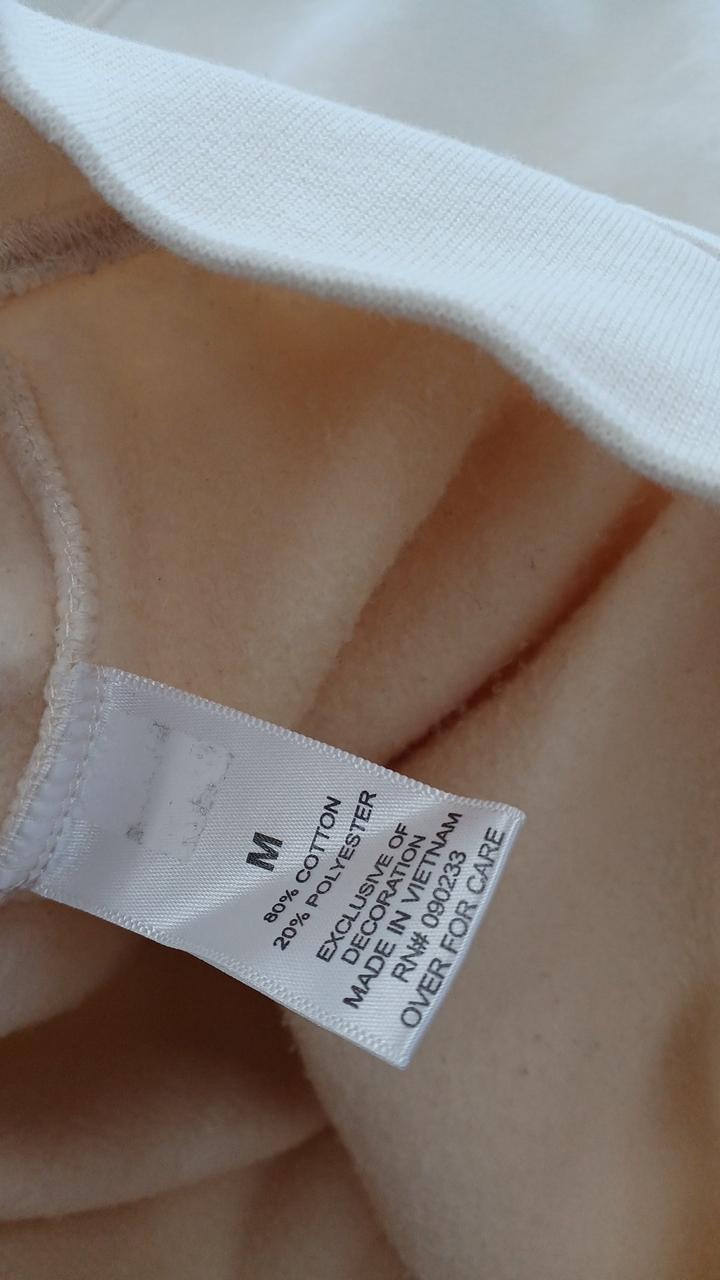 M
80% COTTON
20% POLYESTER
EXCLUSIVE OF
DECORATION
MADE IN VIETNAM
RN# 090233
OVER FOR CARE